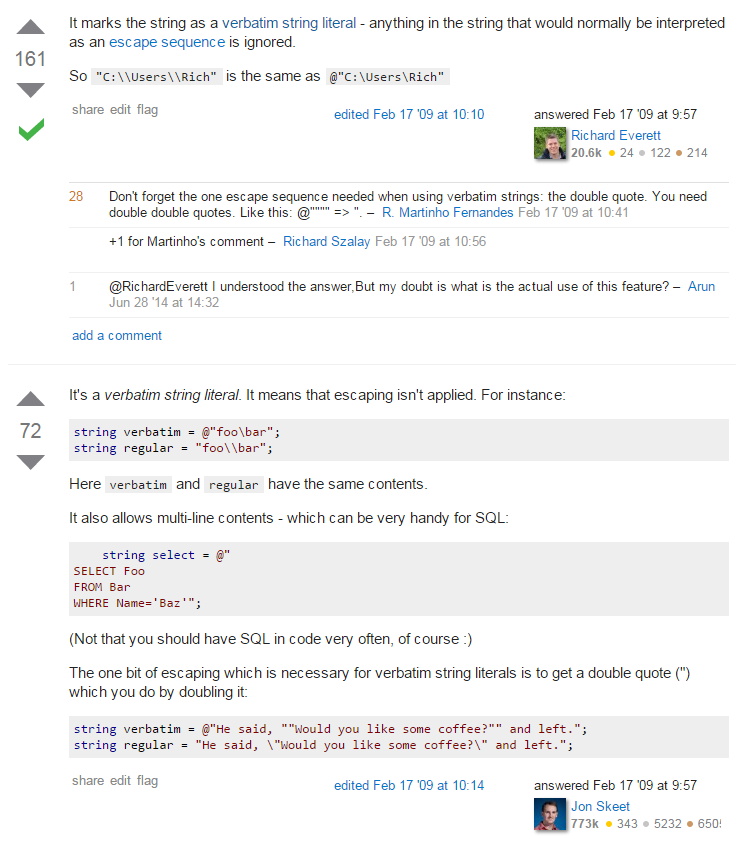 It marks the string as a verbatim string literal - anything in the string that would normally be interpreted
as an escape sequence is ignored.
161
So "C:\\Users\\Rich" is the same as @"C:\Users\Rich"
share edit flag
edited Feb 17 '09 at 10:10
answered Feb 17 '09 at 9:57
Richard Everett
20.6k 24 122 214
28 Don't forget the one escape sequence needed when using verbatim strings: the double quote. You need
double double quotes. Like this: @"""" => ". – R. Martinho Fernandes Feb 17 '09 at 10:41
+1 for Martinho's comment – Richard Szalay Feb 17 '09 at 10:56
1 @RichardEverett I understood the answer,But my doubt is what is the actual use of this feature? – Arun
Jun 28 '14 at 14:32
add a comment
It's a verbatim string literal. It means that escaping isn't applied. For instance:
72
string verbatim = @"foo\bar";
string regular = "foo\\bar";
Here verbatim and regular have the same contents.
It also allows multi-line contents - which can be very handy for SQL:
string select = @"
SELECT Foo
FROM Bar
WHERE Name='Baz'";
(Not that you should have SQL in code very often, of course :)
The one bit of escaping which is necessary for verbatim string literals is to get a double quote (")
which you do by doubling it:
string verbatim = @"He said, ""Would you like some coffee?"" and left.";
string regular = "He said, \"Would you like some coffee?\" and left.";
share edit flag
edited Feb 17 '09 at 10:14
answered Feb 17 '09 at 9:57
Jon Skeet
773k 343 5232